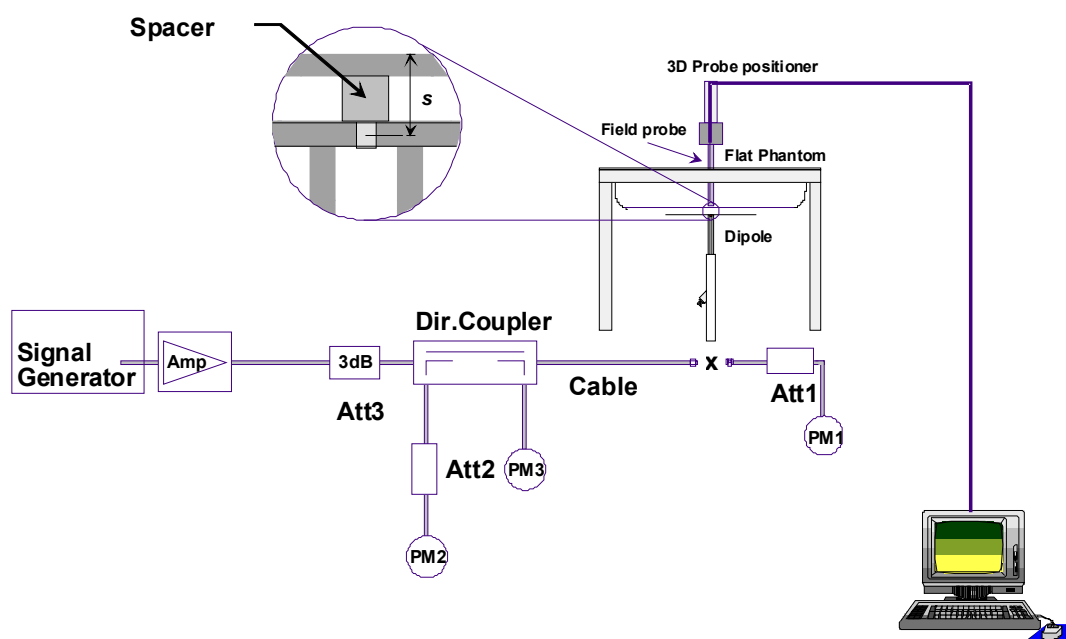 Spacer
s
3D Probe positioner
Field probe
Flat Phantom
Dipole
Dir.Coupler
Signal
Generator
Amp
3dB
x
Cable
Att1
Att3
PM1
Att2
PM3
PM2